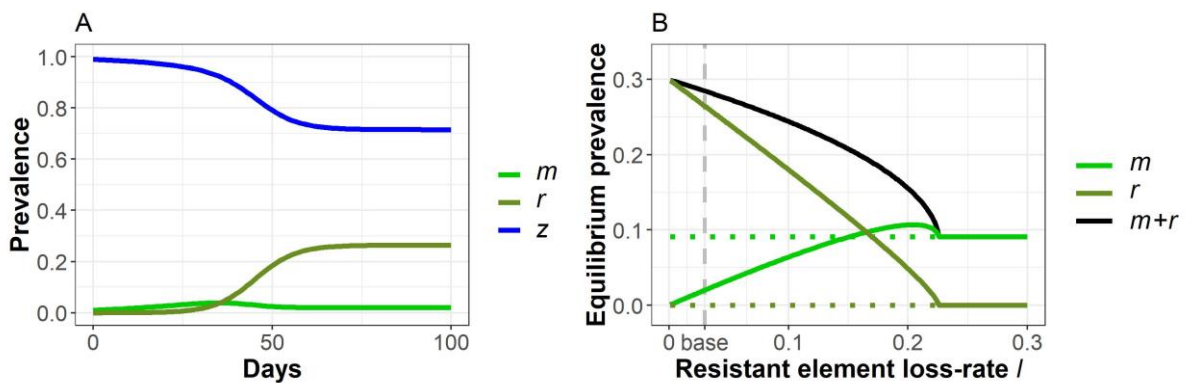 A
Prevalence
1.0
0.8
0.6
0.4
0.2
0.0
0
50
100
Days
m
r
z
B
Equilibrium prevalence
0.3
0.2
0.1
0.0
0 base 0.1 0.2 0.3
Resistant element loss-rate l
m
r
m+r